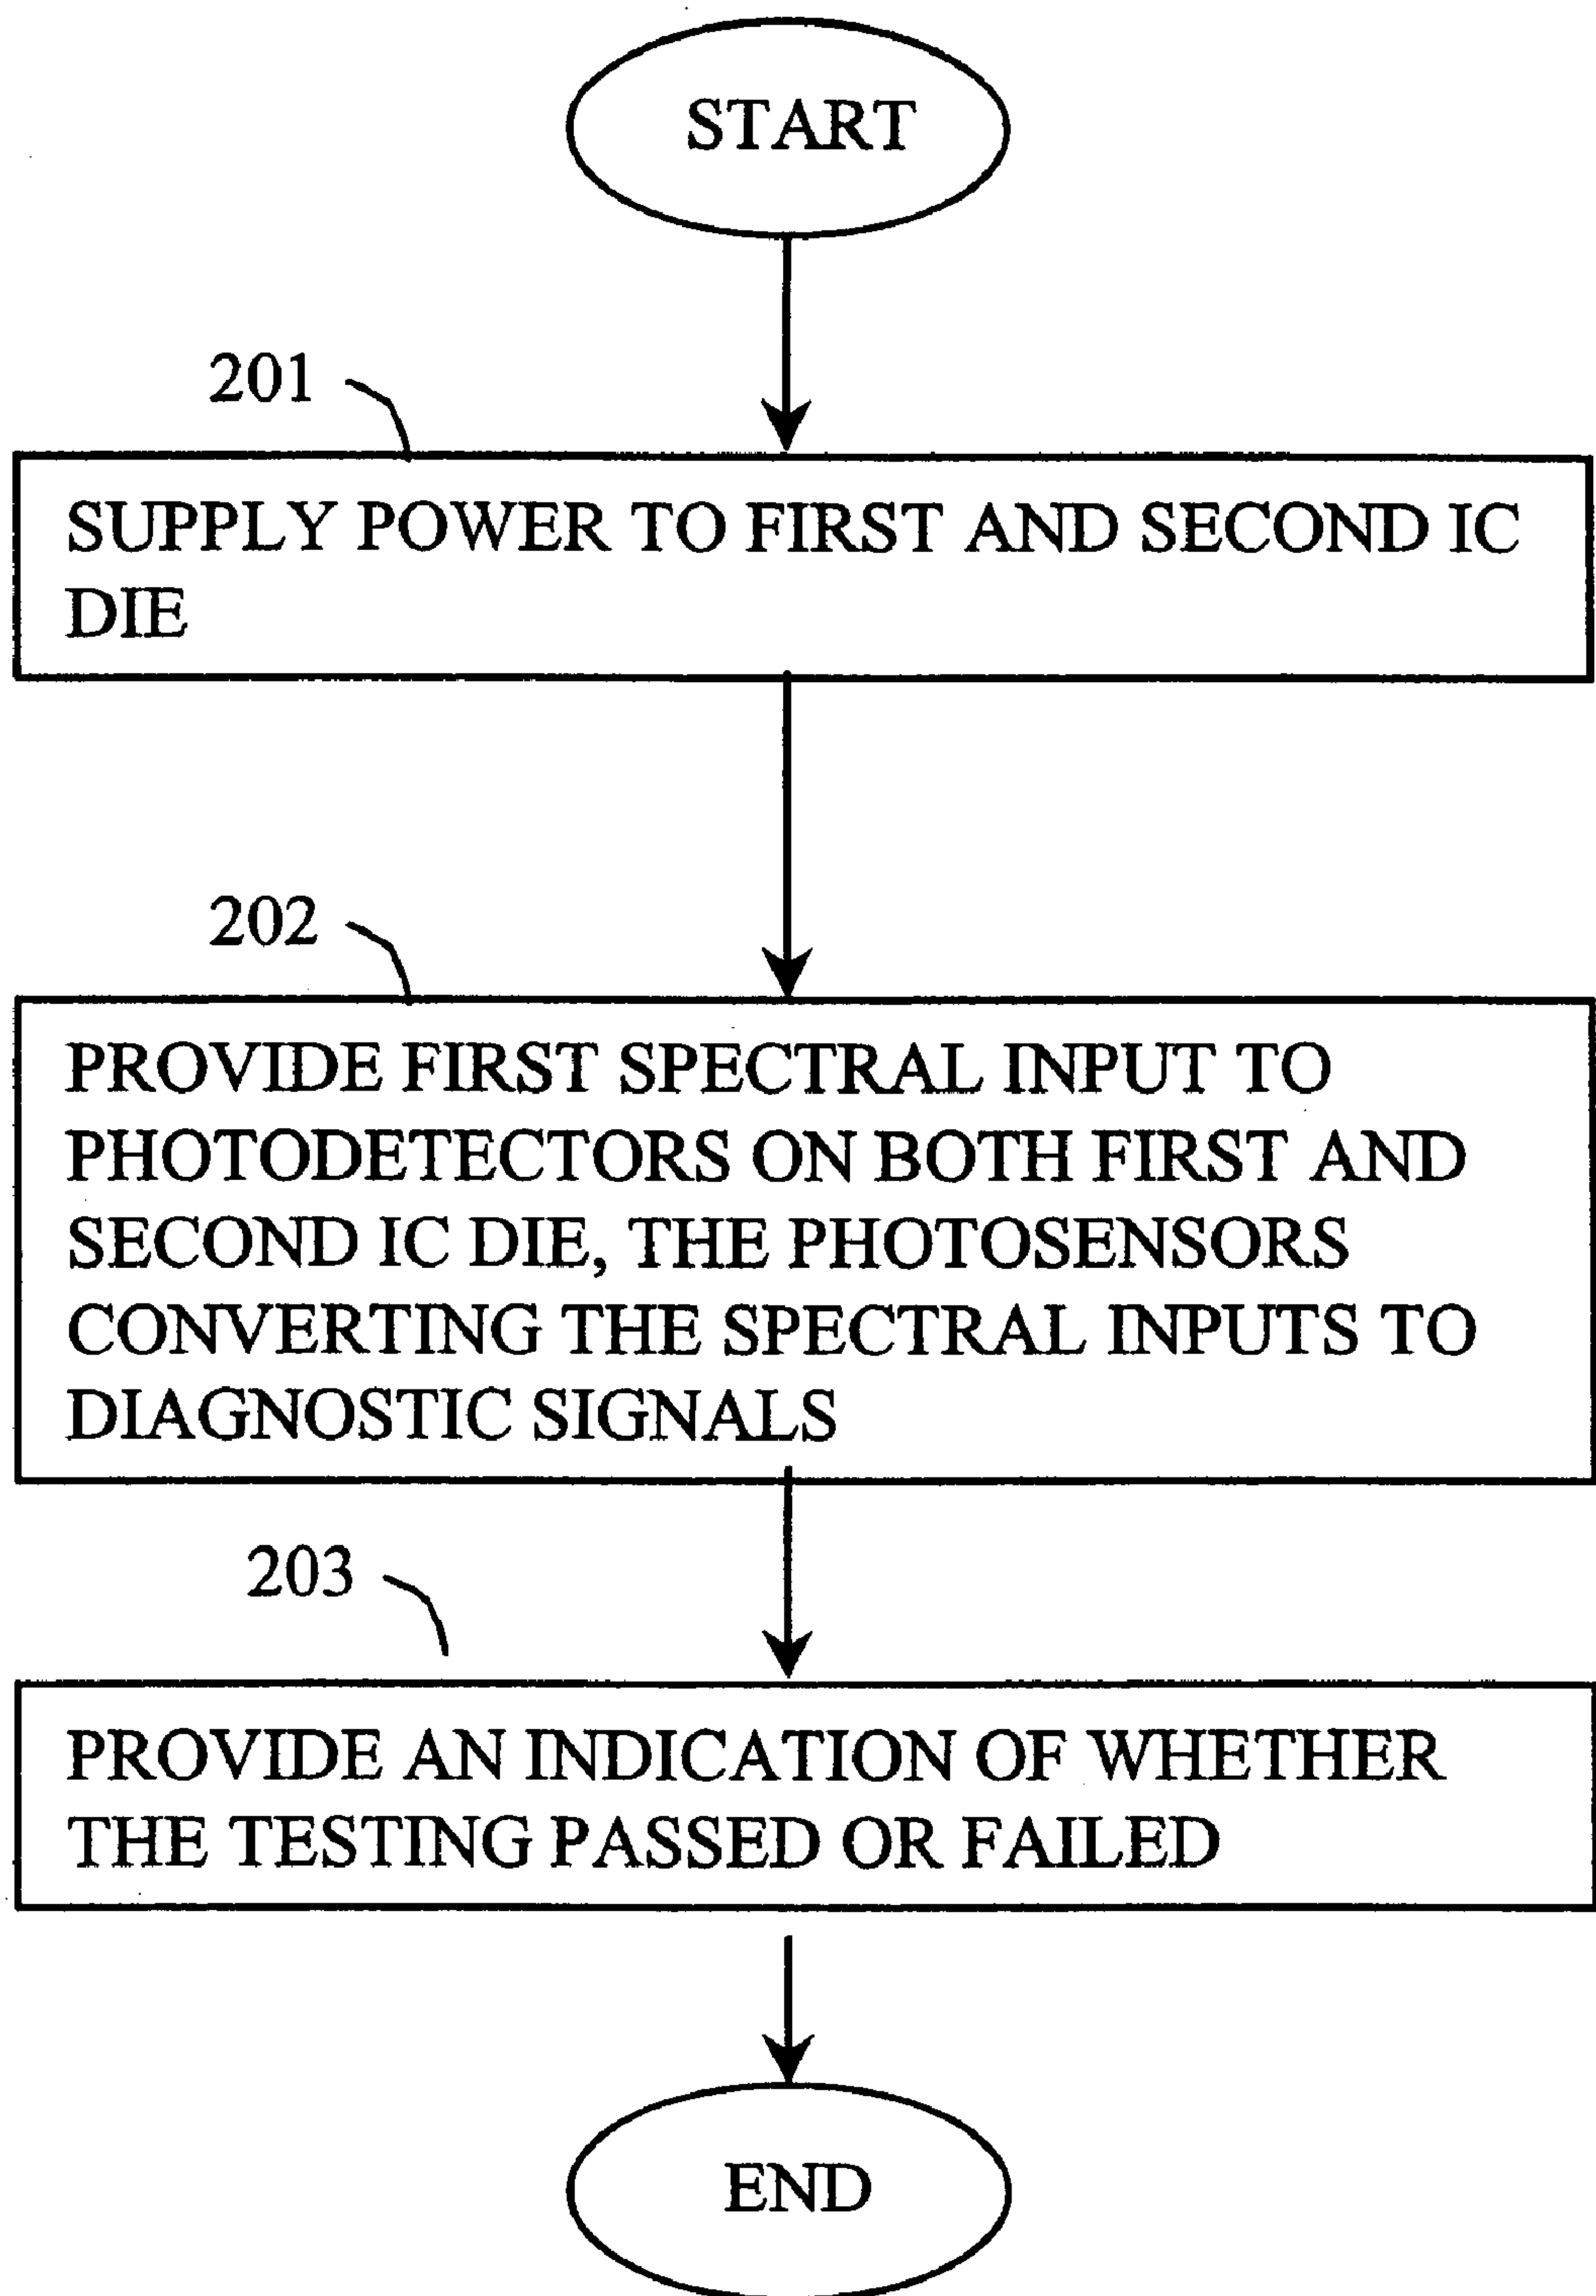 START
201
SUPPLY POWER TO FIRST AND SECOND IC
DIE
202
PROVIDE FIRST SPECTRAL INPUT TO
PHOTODETECTORS ON BOTH FIRST AND
SECOND IC DIE, THE PHOTOSENSORS
CONVERTING THE SPECTRAL INPUTS TO
DIAGNOSTIC SIGNALS
203
PROVIDE AN INDICATION OF WHETHER
THE TESTING PASSED OR FAILED
END